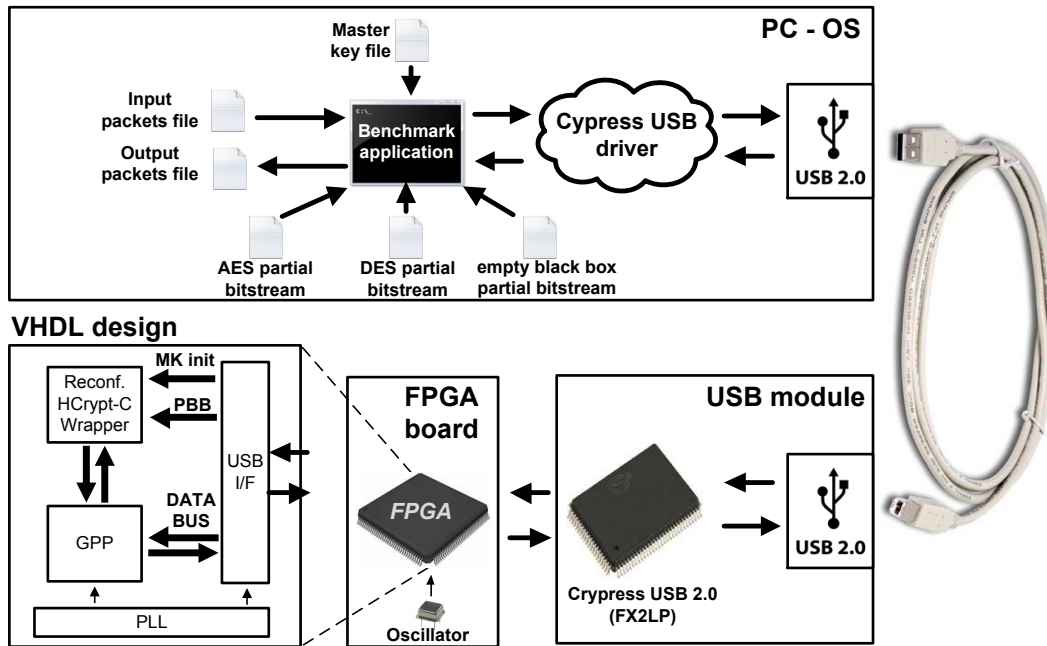 PC - OS
Master
key file
Input
packets file
Output
packets file
C:\_
Benchmark
application
Cypress USB
driver
USB 2.0
AES partial
bitstream
DES partial
bitstream
empty black box
partial bitstream
VHDL design
MK init
Reconf.
HCrypt-C
Wrapper
PBB
USB
I/F
DATA
BUS
GPP
PLL
FPGA
board
FPGA
Oscillator
USB module
Crypress USB 2.0
(FX2LP)
USB 2.0